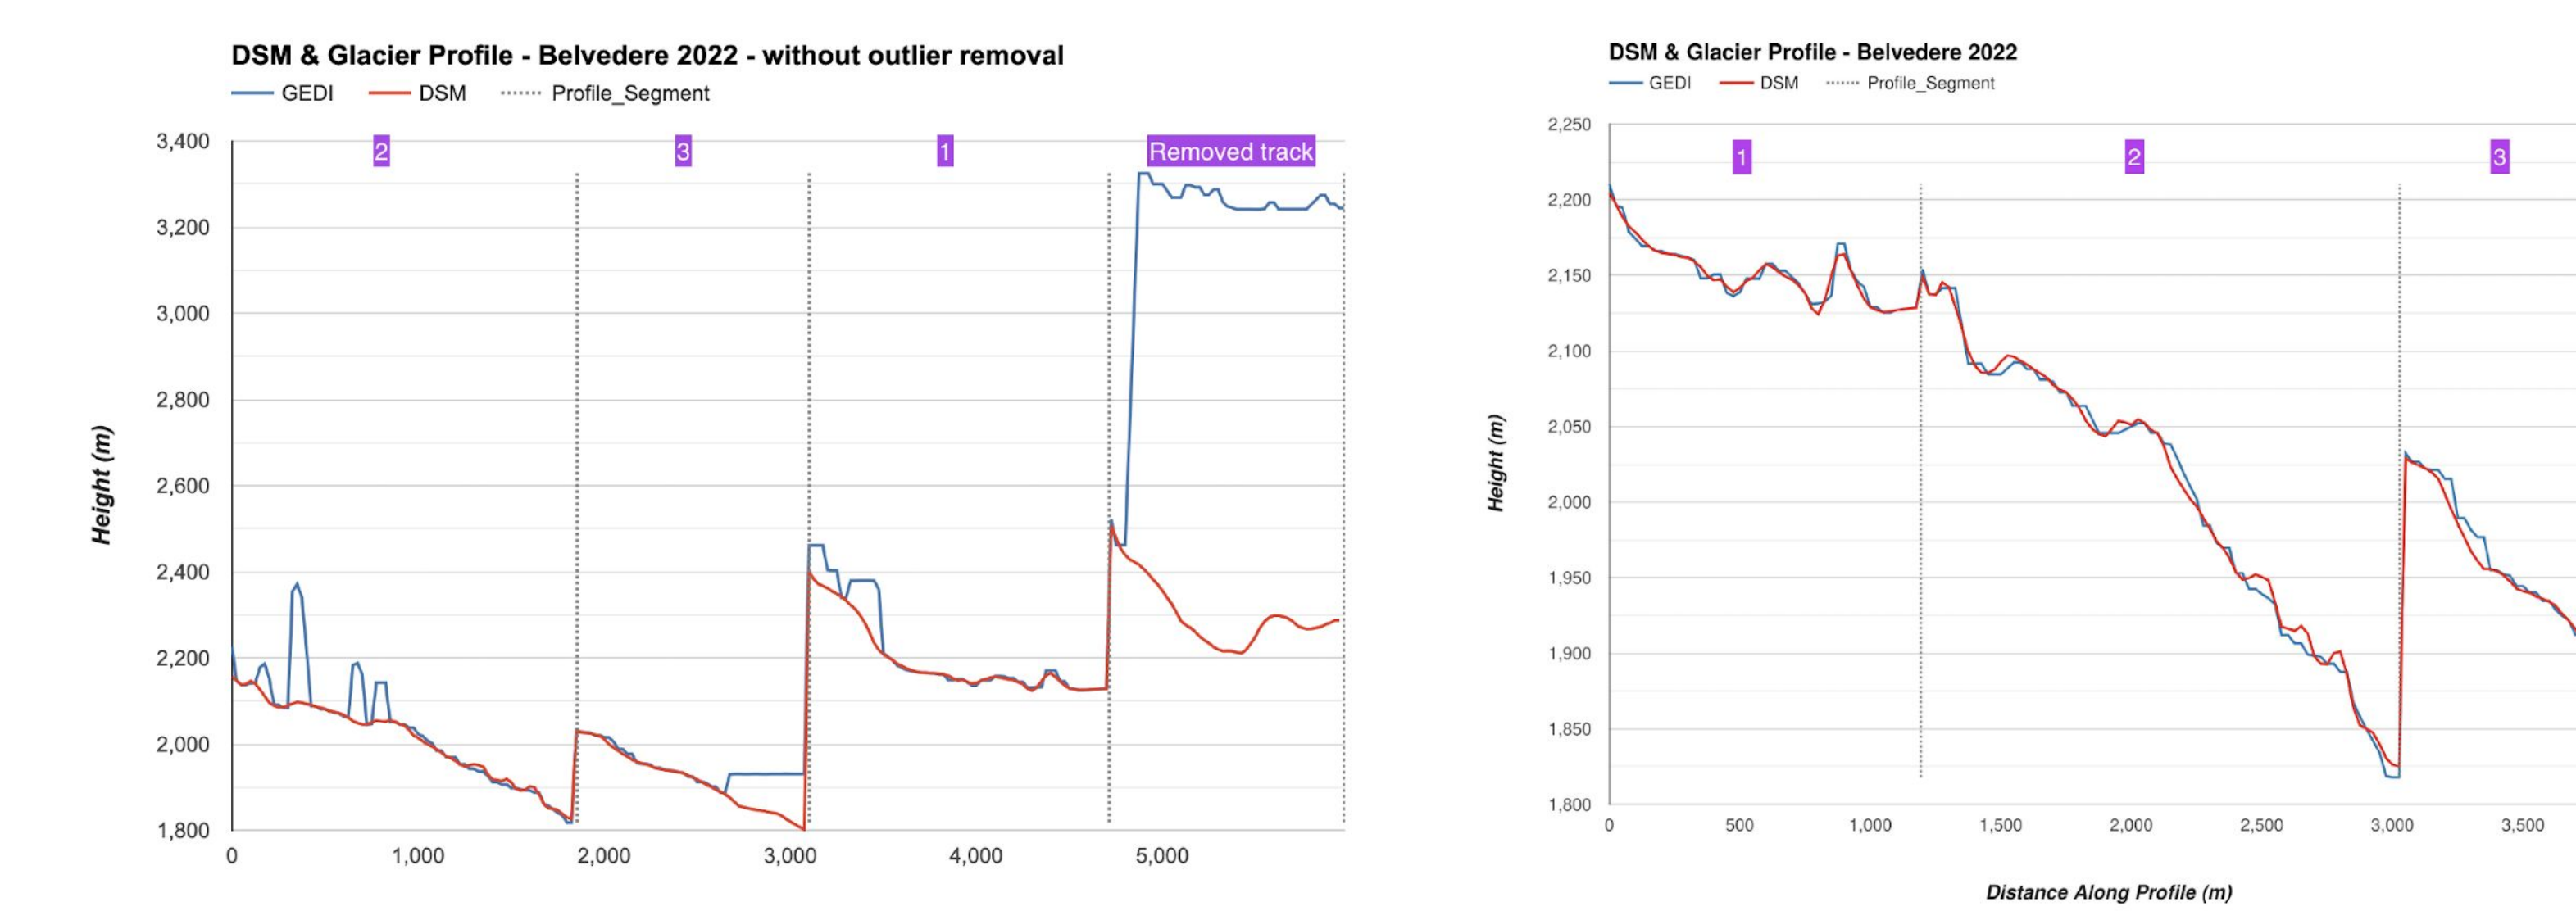 DSM & Glacier Profile - Belvedere 2022 - without outlier removal
GEDI DSM Profile_Segment
2 3 1 Removed track
3,400
3,200
3,000
2,800
2,600
2,400
2,200
2,000
1,800
Height (m)
0 1,000 2,000 3,000 4,000 5,000
DSM & Glacier Profile - Belvedere 2022
GEDI DSM Profile_Segment
1 2 3
2,250
2,200
2,150
2,100
2,050
2,000
1,950
1,900
1,850
1,800
Height (m)
0 500 1,000 1,500 2,000 2,500 3,000 3,500
Distance Along Profile (m)